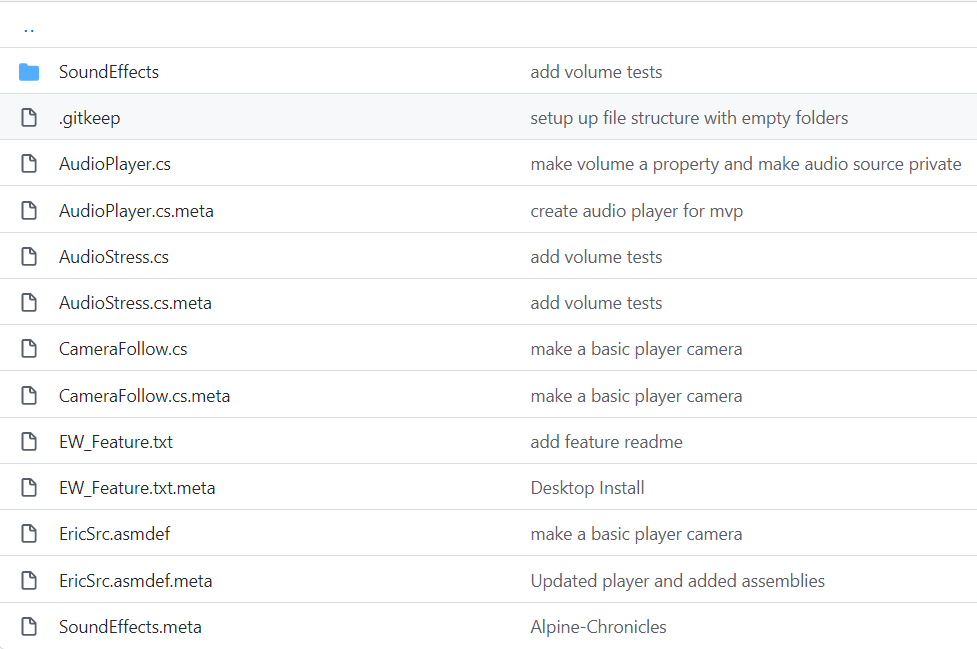 ..
SoundEffects add volume tests
.gitkeep setup up file structure with empty folders
AudioPlayer.cs make volume a property and make audio source private
AudioPlayer.cs.meta create audio player for mvp
AudioStress.cs add volume tests
AudioStress.cs.meta add volume tests
CameraFollow.cs make a basic player camera
CameraFollow.cs.meta make a basic player camera
EW_Feature.txt add feature readme
EW_Feature.txt.meta Desktop Install
EricSrc.asmdef make a basic player camera
EricSrc.asmdef.meta Updated player and added assemblies
SoundEffects.meta Alpine-Chronicles